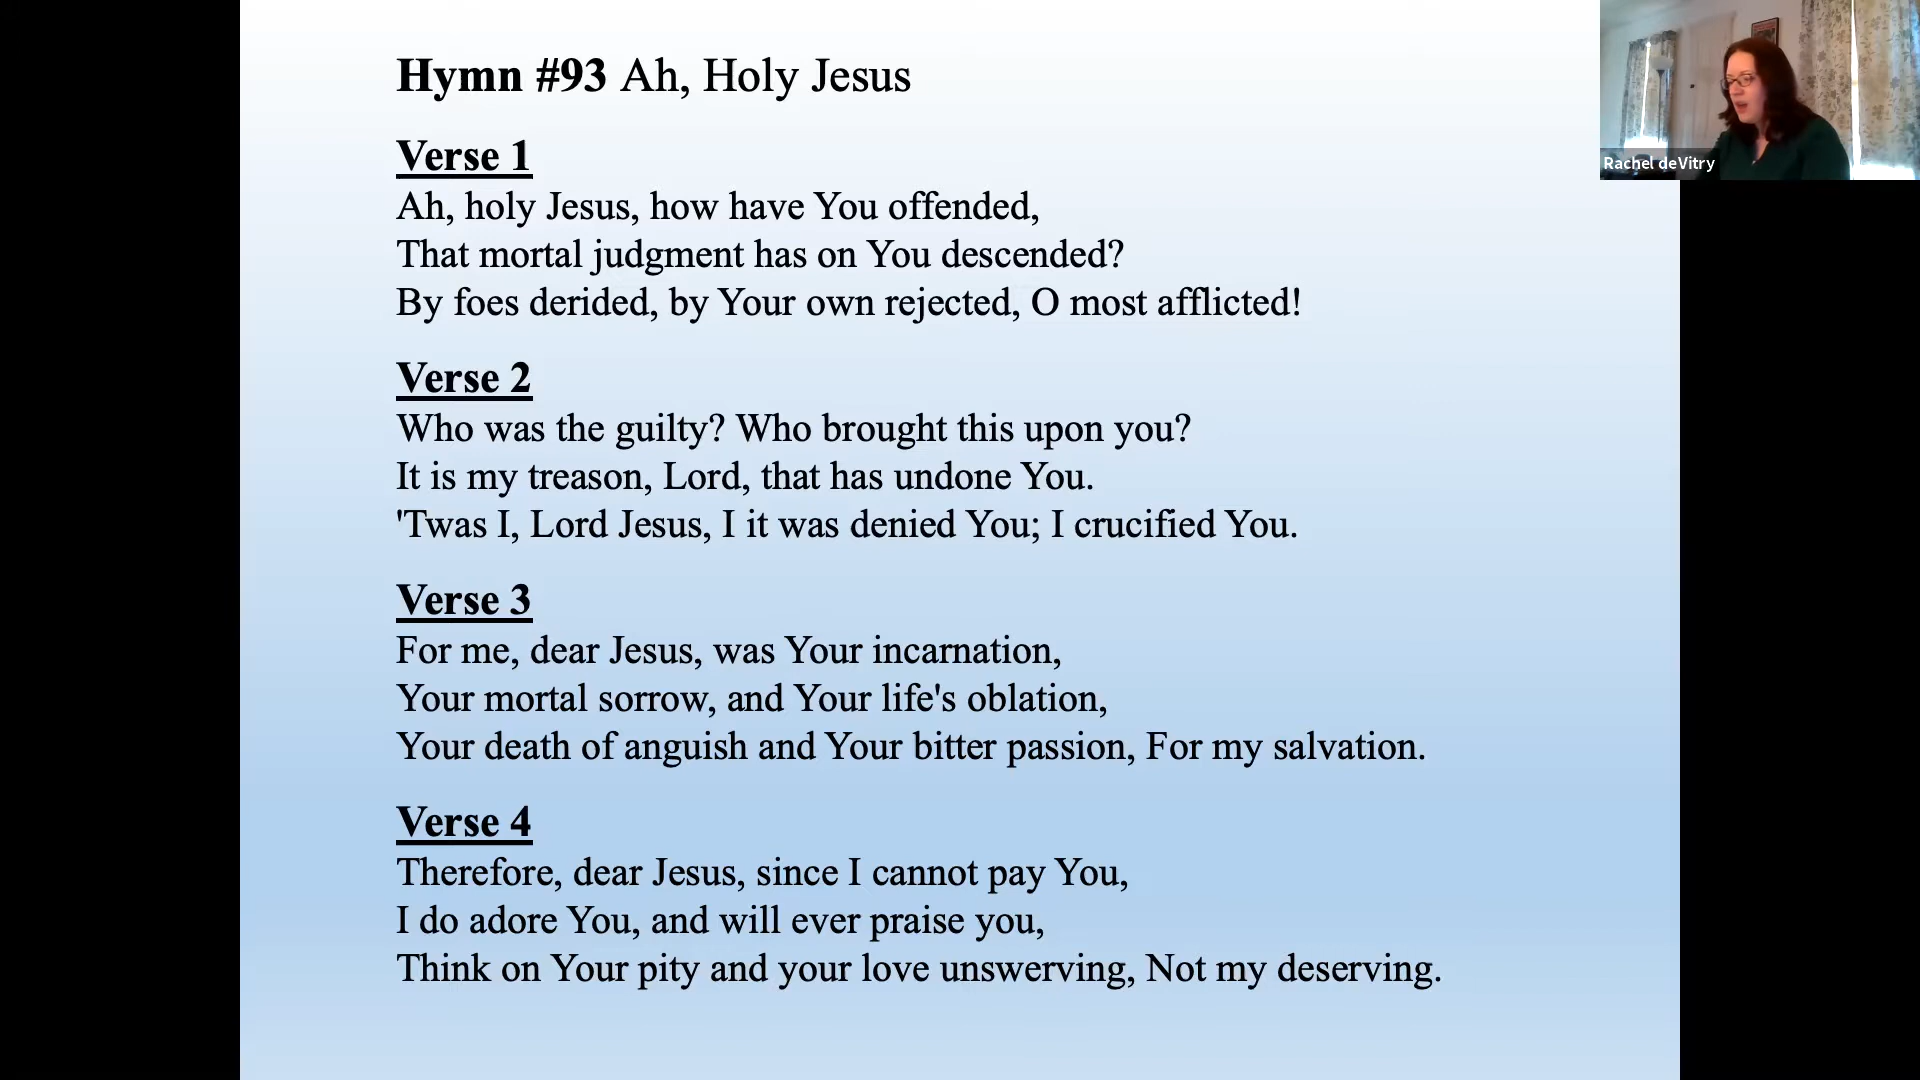 Hymn #93 Ah, Holy Jesus
Verse 1
Ah, holy Jesus, how have You offended,
That mortal judgment has on You descended?
By foes derided, by Your own rejected, O most afflicted!
Verse 2
Who was the guilty? Who brought this upon you?
It is my treason, Lord, that has undone You.
'Twas I, Lord Jesus, I it was denied You; I crucified You.
Verse 3
For me, dear Jesus, was Your incarnation,
Your mortal sorrow, and Your life's oblation,
Your death of anguish and Your bitter passion, For my salvation.
Verse 4
Therefore, dear Jesus, since I cannot pay You,
I do adore You, and will ever praise you,
Think on Your pity and your love unswerving, Not my deserving.
Rachel deVitry